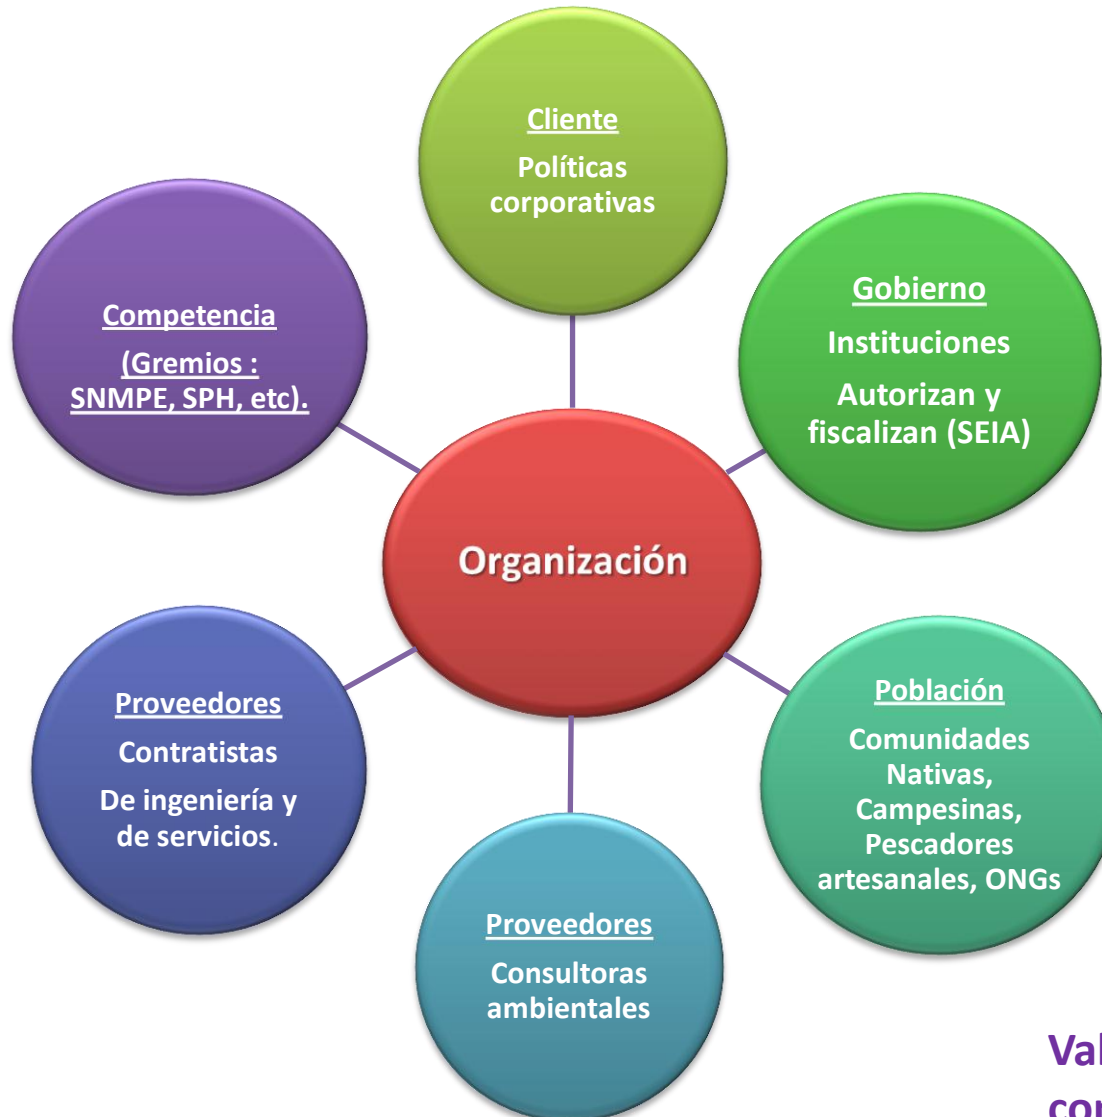 Cliente
Políticas
corporativas
Gobierno
Instituciones
Autorizan y
fiscalizan (SEIA)
Competencia
(Gremios :
SNMPE, SPH, etc).
Organización
Población
Comunidades
Nativas,
Campesinas,
Pescadores
artesanales, ONGs
Proveedores
Contratistas
De ingeniería y
de servicios.
Proveedores
Consultoras
ambientales